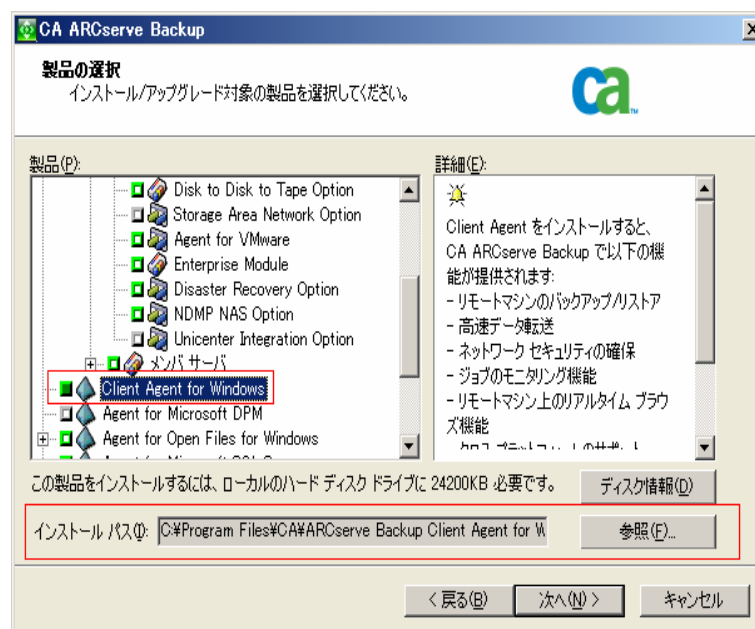 CA ARCserve Backup
製品の選択
インストール/アップグレード対象の製品を選択してください。
ca
製品(P):
Disk to Disk to Tape Option
Storage Area Network Option
Agent for VMware
Enterprise Module
Disaster Recovery Option
NDMP NAS Option
Unicenter Integration Option
メンバ サーバ
Client Agent for Windows
Agent for Microsoft DPM
Agent for Open Files for Windows
詳細(E):
Client Agent をインストールすると、
CA ARCserve Backup で以下の機
能が提供されます:
- リモートマシンのバックアップ/リストア
- 高速データ転送
- ネットワーク セキュリティの確保
- ジョブのモニタリング機能
- リモートマシン上のリアルタイム ブラウ
ズ機能
この製品をインストールするには、ローカルのハード ディスク ドライブに 24200KB 必要です。
ディスク情報(D)
インストール パス(I): C:¥Program Files¥CA¥ARCserve Backup Client Agent for W
参照(F)...
< 戻る(B)
次へ(N) >
キャンセル